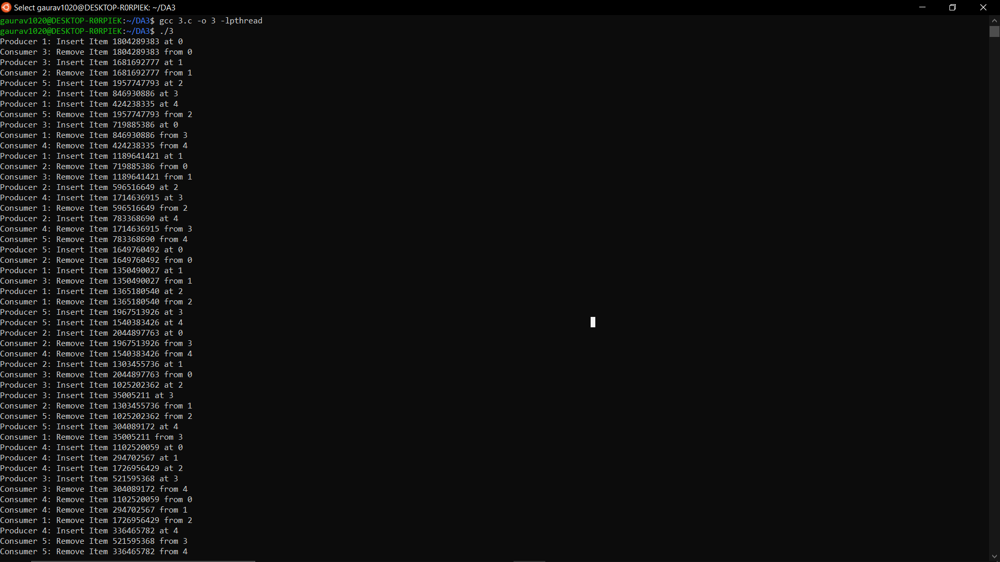 Select gaurav1020@DESKTOP-R0RPIEK: ~/DA3
gaurav1020@DESKTOP-R0RPIEK:~/DA3$ gcc 3.c -o 3 -lpthread
gaurav1020@DESKTOP-R0RPIEK:~/DA3$ ./3
Producer 1: Insert Item 1804289383 at 0
Consumer 3: Remove Item 1804289383 from 0
Producer 3: Insert Item 1681692777 at 1
Consumer 2: Remove Item 1681692777 from 1
Producer 5: Insert Item 1957747793 at 2
Producer 2: Insert Item 846930886 at 3
Producer 1: Insert Item 424238335 at 4
Consumer 5: Remove Item 1957747793 from 2
Producer 3: Insert Item 719885386 at 0
Consumer 1: Remove Item 846930886 from 3
Consumer 4: Remove Item 424238335 from 4
Producer 1: Insert Item 1189641421 at 1
Consumer 2: Remove Item 719885386 from 0
Consumer 3: Remove Item 1189641421 from 1
Producer 2: Insert Item 596516649 at 2
Producer 4: Insert Item 1714636915 at 3
Consumer 1: Remove Item 596516649 from 2
Producer 2: Insert Item 783368690 at 4
Consumer 4: Remove Item 1714636915 from 3
Consumer 5: Remove Item 783368690 from 4
Producer 5: Insert Item 1649760492 at 0
Consumer 2: Remove Item 1649760492 from 0
Producer 1: Insert Item 1350490027 at 1
Consumer 3: Remove Item 1350490027 from 1
Producer 1: Insert Item 1365180540 at 2
Consumer 1: Remove Item 1365180540 from 2
Producer 5: Insert Item 1967513926 at 3
Producer 5: Insert Item 1540383426 at 4
Producer 2: Insert Item 2044897763 at 0
Consumer 2: Remove Item 1967513926 from 3
Consumer 4: Remove Item 1540383426 from 4
Producer 2: Insert Item 1303455736 at 1
Consumer 3: Remove Item 2044897763 from 0
Producer 3: Insert Item 1025202362 at 2
Producer 3: Insert Item 35005211 at 3
Consumer 2: Remove Item 1303455736 from 1
Consumer 5: Remove Item 1025202362 from 2
Producer 5: Insert Item 304089172 at 4
Consumer 1: Remove Item 35005211 from 3
Producer 4: Insert Item 1102520059 at 0
Producer 4: Insert Item 294702567 at 1
Producer 4: Insert Item 1726956429 at 2
Producer 3: Insert Item 521595368 at 3
Consumer 3: Remove Item 304089172 from 4
Consumer 4: Remove Item 1102520059 from 0
Consumer 4: Remove Item 294702567 from 1
Consumer 1: Remove Item 1726956429 from 2
Producer 4: Insert Item 336465782 at 4
Consumer 5: Remove Item 521595368 from 3
Consumer 5: Remove Item 336465782 from 4